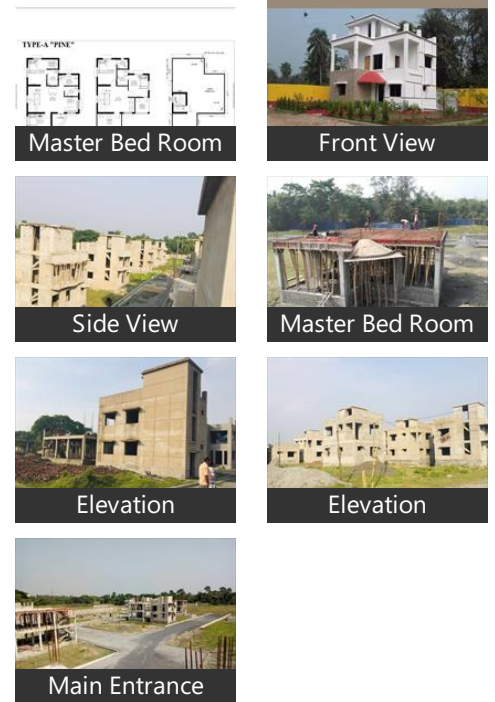 TYPE-A "PINE"
Master Bed Room
Front View
Side View
Master Bed Room
Elevation
Elevation
Main Entrance